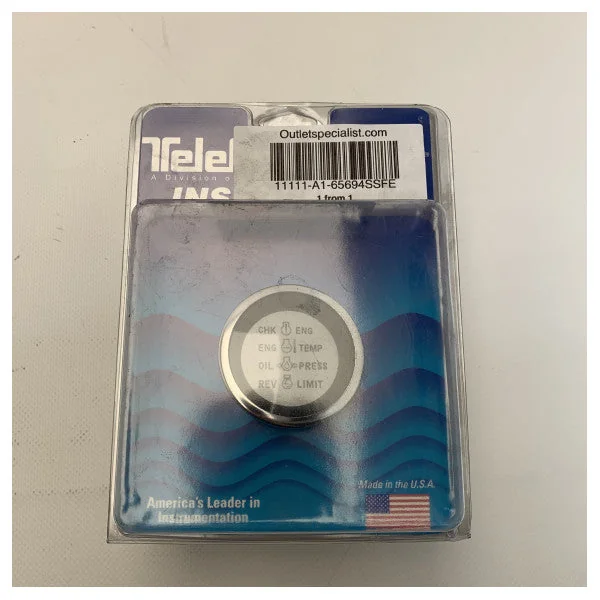 Outletspecialist.com
Telef
A Division o
11111-A1-65694SSFE
INS
1 from 1
CHK ENG
ENG TEMP
OIL PRESS
REV LIMIT
Made in the U.S.A.
America's Leader in
Instrumentation